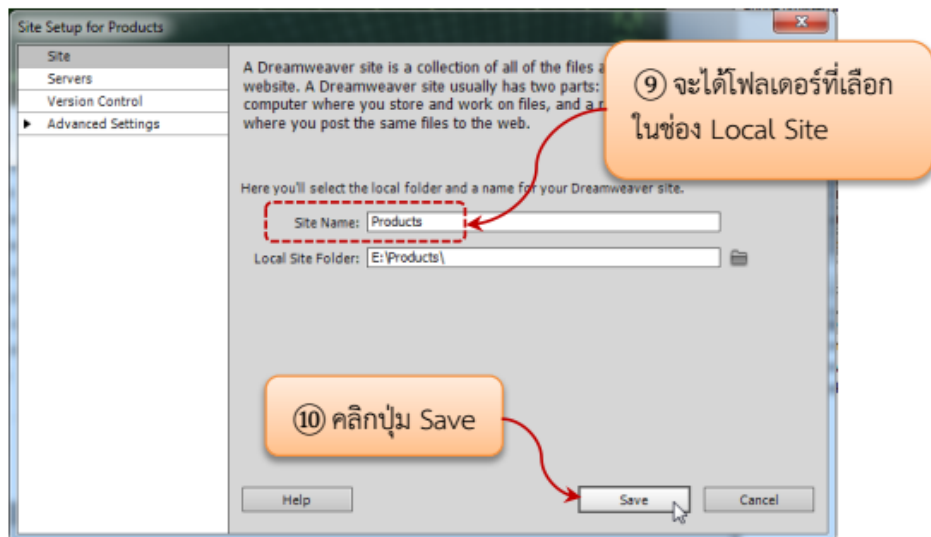 Site Setup for Products
Site
Servers
Version Control
Advanced Settings
A Dreamweaver site is a collection of all of the files a
website. A Dreamweaver site usually has two parts:
computer where you store and work on files, and a
where you post the same files to the web.
⑨ จะได้โฟลเดอร์ที่เลือก
ในช่อง Local Site
Here you'll select the local folder and a name for your Dreamweaver site.
Site Name: Products
Local Site Folder: E:\Products\
⑩ คลิกปุ่ม Save
Help
Save
Cancel